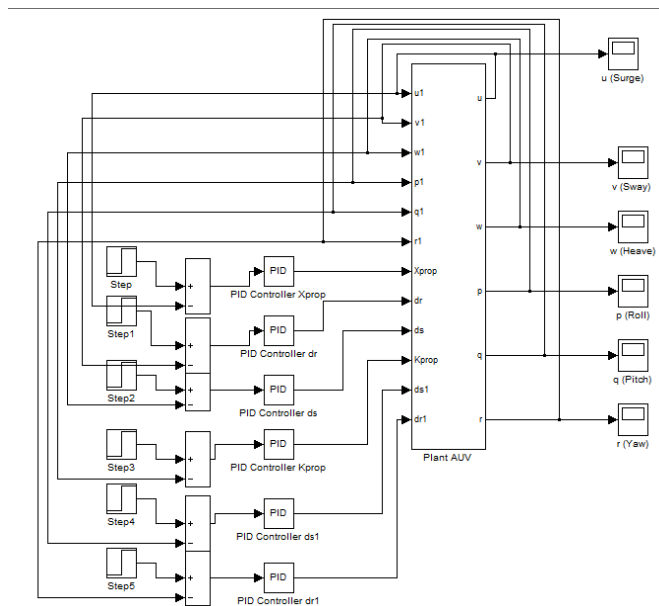 u (Surge)
u1
u
v1
w1
v
v (Sway)
p1
q1
w
w (Heave)
r1
Step
+
−
PID
PID Controller Xprop
Xprop
p
p (Roll)
Step1
+
−
PID
PID Controller dr
dr
ds
q
q (Pitch)
Step2
+
−
PID
PID Controller ds
Kprop
ds1
dr1
r
r (Yaw)
Plant AUV
Step3
+
−
PID
PID Controller Kprop
Step4
+
−
PID
PID Controller ds1
Step5
+
−
PID
PID Controller dr1